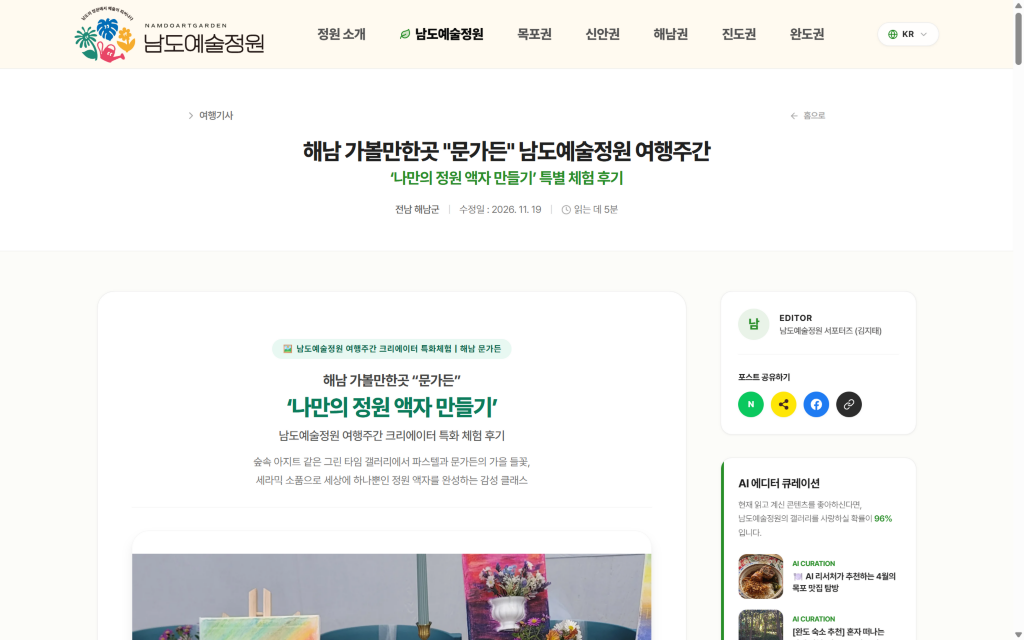 남도의 정원에서 예술이 피어나다
NAMDOARTGARDEN
남도예술정원
정원 소개
남도예술정원
목포권
신안권
해남권
진도권
완도권
KR
여행기사
홈으로
해남 가볼만한곳 "문가든" 남도예술정원 여행주간
‘나만의 정원 액자 만들기’ 특별 체험 후기
전남 해남군
수정일 : 2026. 11. 19
읽는 데 5분
남도예술정원 여행주간 크리에이터 특화체험 | 해남 문가든
해남 가볼만한곳 “문가든”
‘나만의 정원 액자 만들기’
남도예술정원 여행주간 크리에이터 특화 체험 후기
숲속 아지트 같은 그린 타임 갤러리에서 파스텔과 문가든의 가을 들꽃,
세라믹 소품으로 세상에 하나뿐인 정원 액자를 완성하는 감성 클래스
남
EDITOR
남도예술정원 서포터즈 (김지태)
포스트 공유하기
N
AI 에디터 큐레이션
현재 읽고 계신 콘텐츠를 좋아하신다면,
남도예술정원의 갤러리를 사랑하실 확률이 96%
입니다.
AI CURATION
AI 리서처가 추천하는 4월의
목포 맛집 탐방
AI CURATION
[완도 숙소 추천] 혼자 떠나는